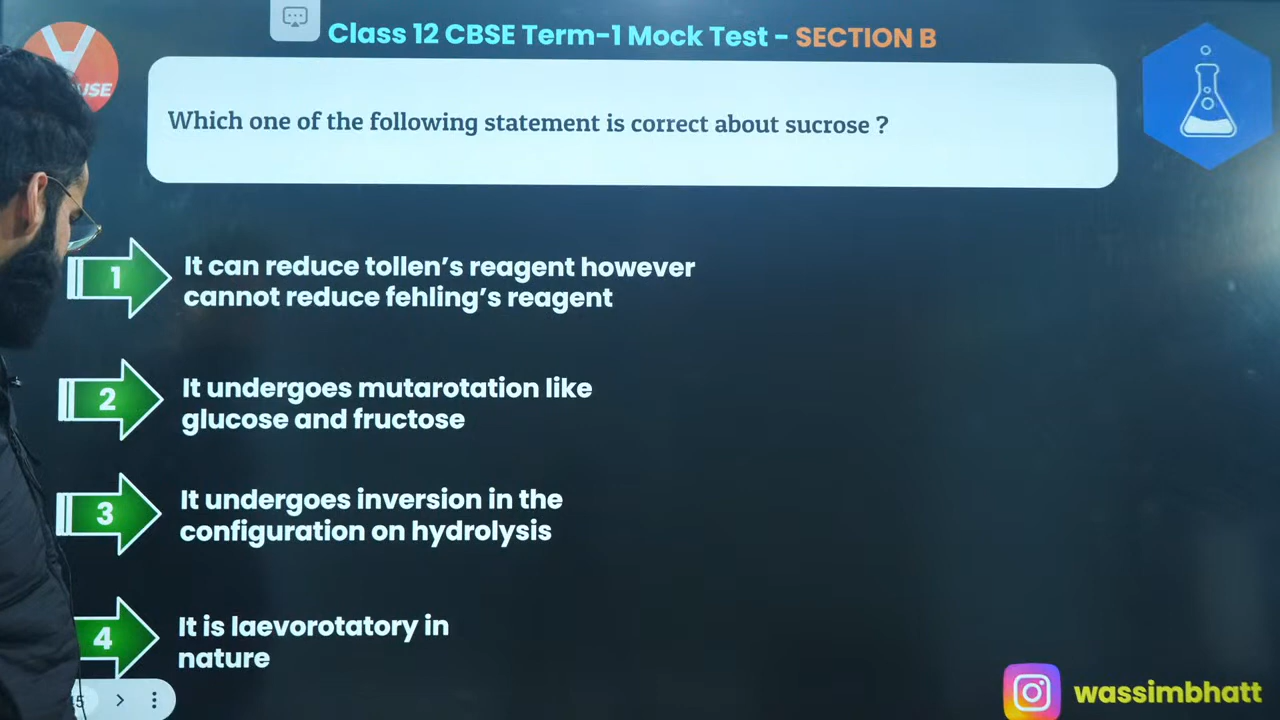 Class 12 CBSE Term-1 Mock Test - SECTION B
USE
Which one of the following statement is correct about sucrose ?
1
It can reduce tollen's reagent however
cannot reduce fehling's reagent
2
It undergoes mutarotation like
glucose and fructose
3
It undergoes inversion in the
configuration on hydrolysis
4
It is laevorotatory in
nature
5
wassimbhatt